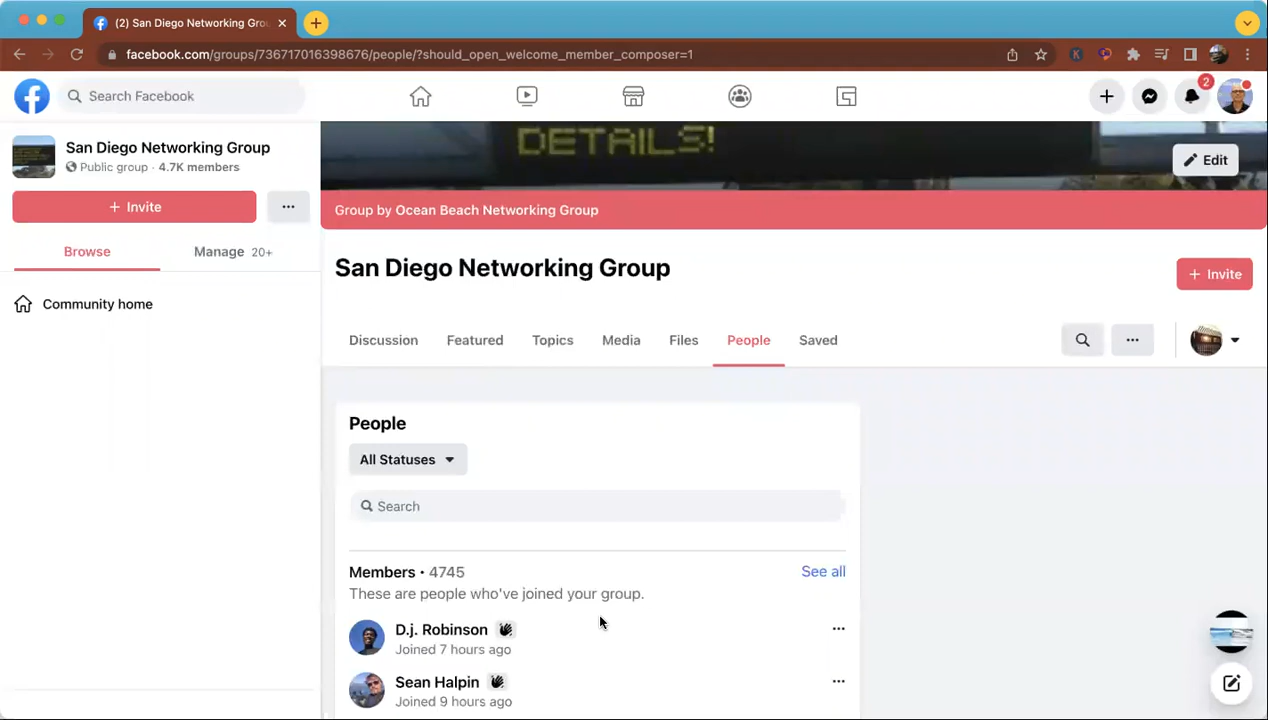 (2) San Diego Networking Gro
facebook.com/groups/736717016398676/people/?should_open_welcome_member_composer=1
K
Search Facebook
2
San Diego Networking Group
Public group · 4.7K members
+ Invite
Browse
Manage 20+
Community home
DETAILS!
Edit
Group by Ocean Beach Networking Group
San Diego Networking Group
+ Invite
Discussion
Featured
Topics
Media
Files
People
Saved
People
All Statuses
Search
Members · 4745
See all
These are people who've joined your group.
D.j. Robinson
Joined 7 hours ago
Sean Halpin
Joined 9 hours ago